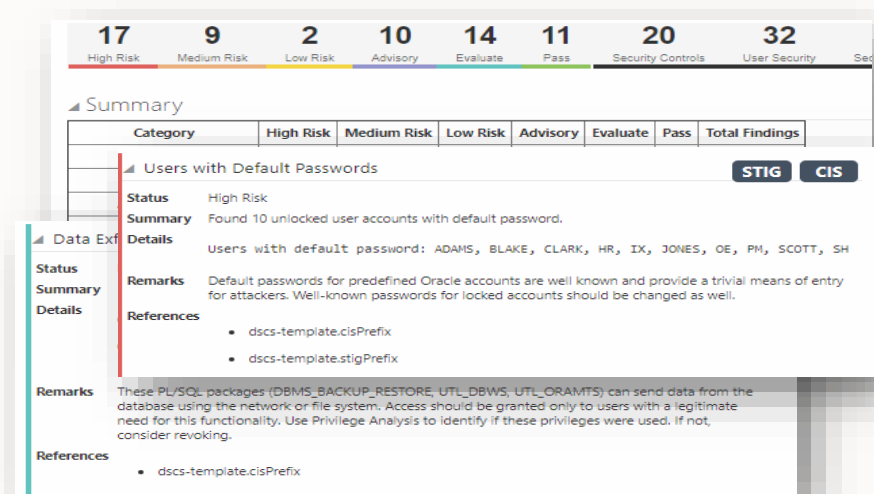 17 9 2 10 14 11 20 32
High Risk Medium Risk Low Risk Advisory Evaluate Pass Security Controls User Security
Summary
Category High Risk Medium Risk Low Risk Advisory Evaluate Pass Total Findings
Users with Default Passwords STIG CIS
Status High Risk
Summary Found 10 unlocked user accounts with default password.
Details Users with default password: ADAMS, BLAKE, CLARK, HR, IX, JONES, OE, PM, SCOTT, SH
Remarks Default passwords for predefined Oracle accounts are well known and provide a trivial means of entry
for attackers. Well-known passwords for locked accounts should be changed as well.
References
• dscs-template.cisPrefix
• dscs-template.stigPrefix
Data Exf
Status
Summary
Details
Remarks These PL/SQL packages (DBMS_BACKUP_RESTORE, UTL_DBWS, UTL_ORAMTS) can send data from the
database using the network or file system. Access should be granted only to users with a legitimate
need for this functionality. Use Privilege Analysis to identify if these privileges were used. If not,
consider revoking.
References
• dscs-template.cisPrefix